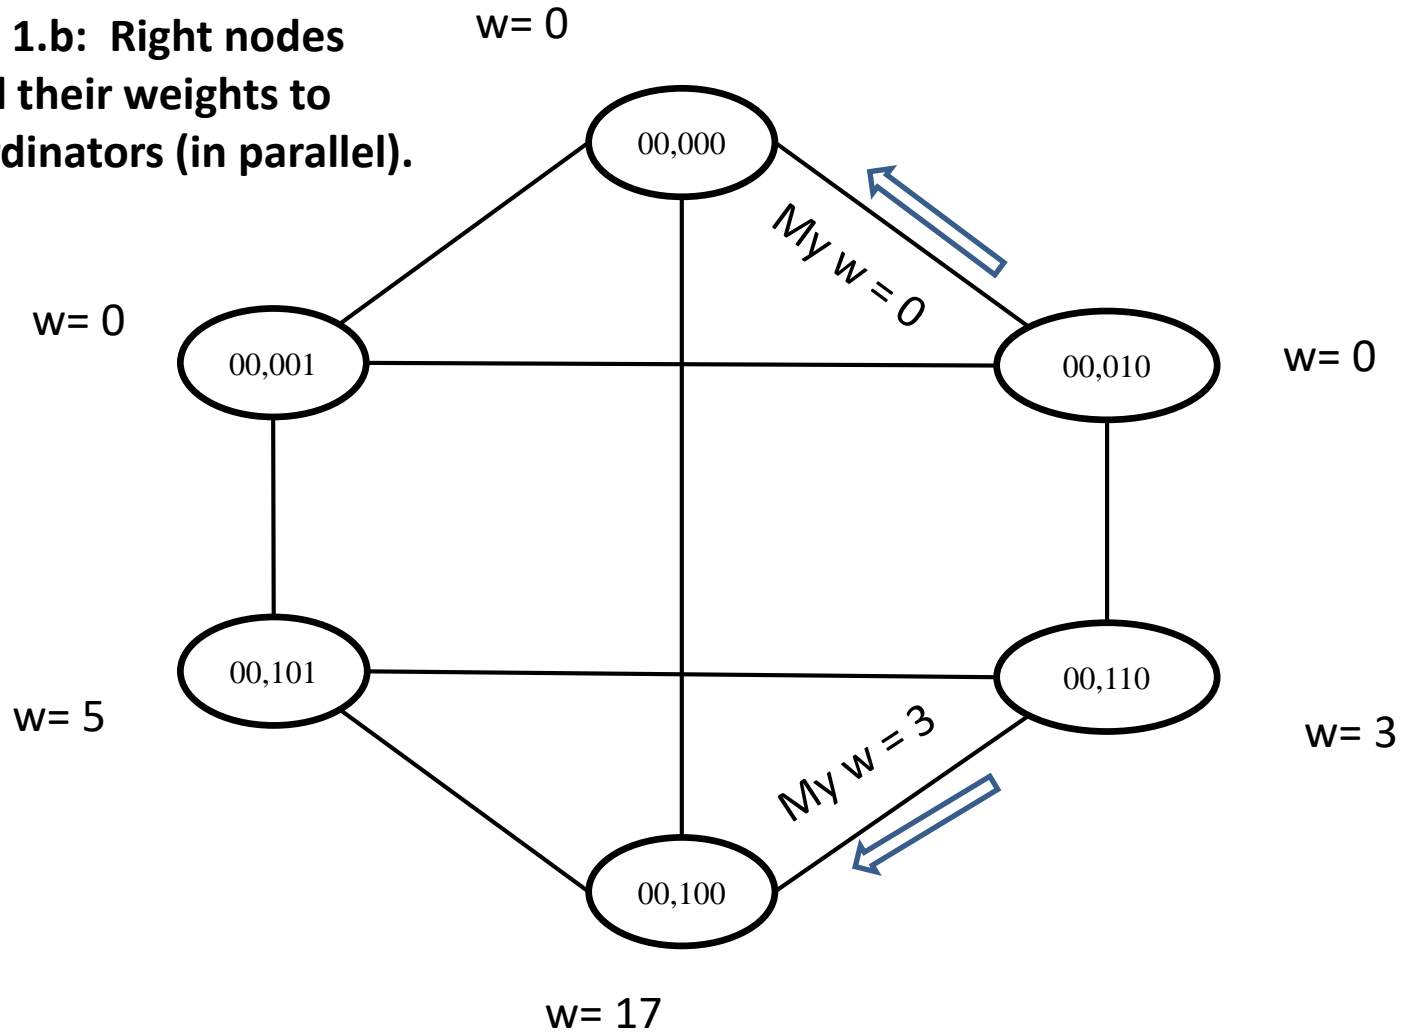 1.b: Right nodes
their weights to
(in parallel).
w= 0
00,000
My w = 0
w= 0
00,001
00,010
w= 0
00,101
00,110
w= 5
My w = 3
w= 3
00,100
w= 17